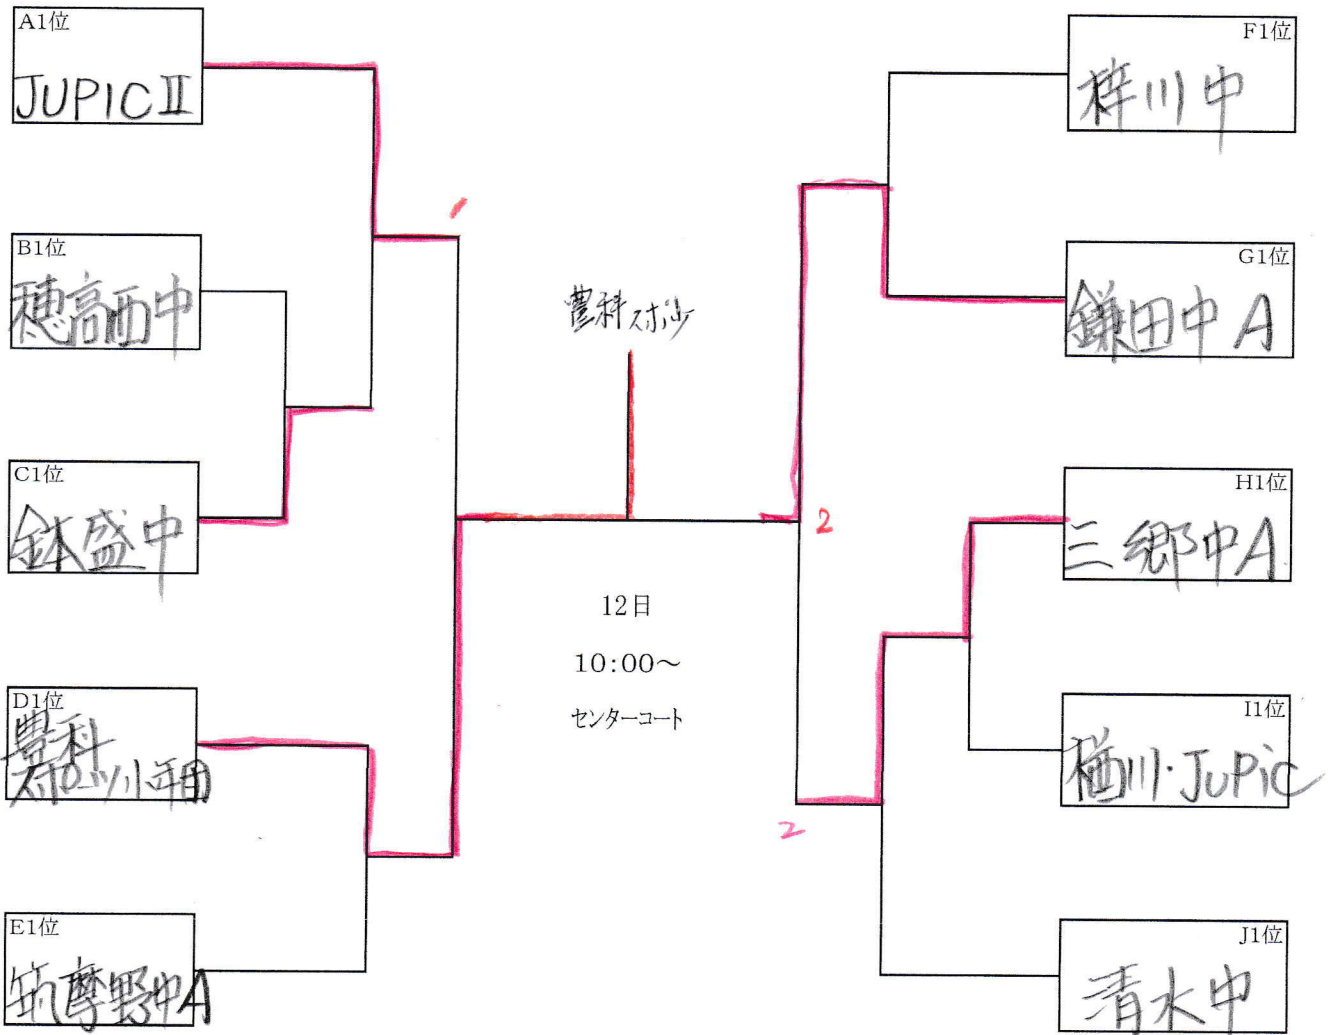 A1位
JUPIC II
B1位
穂高西中
C1位
鉢盛中
D1位
豊科
スポーツ少年団
E1位
筑摩野中A
1
豊科スポ少
12日
10:00～
センターコート
2
2
F1位
梓川中
G1位
鎌田中 A
H1位
三郷中A
I1位
楢川・JuPic
J1位
清水中